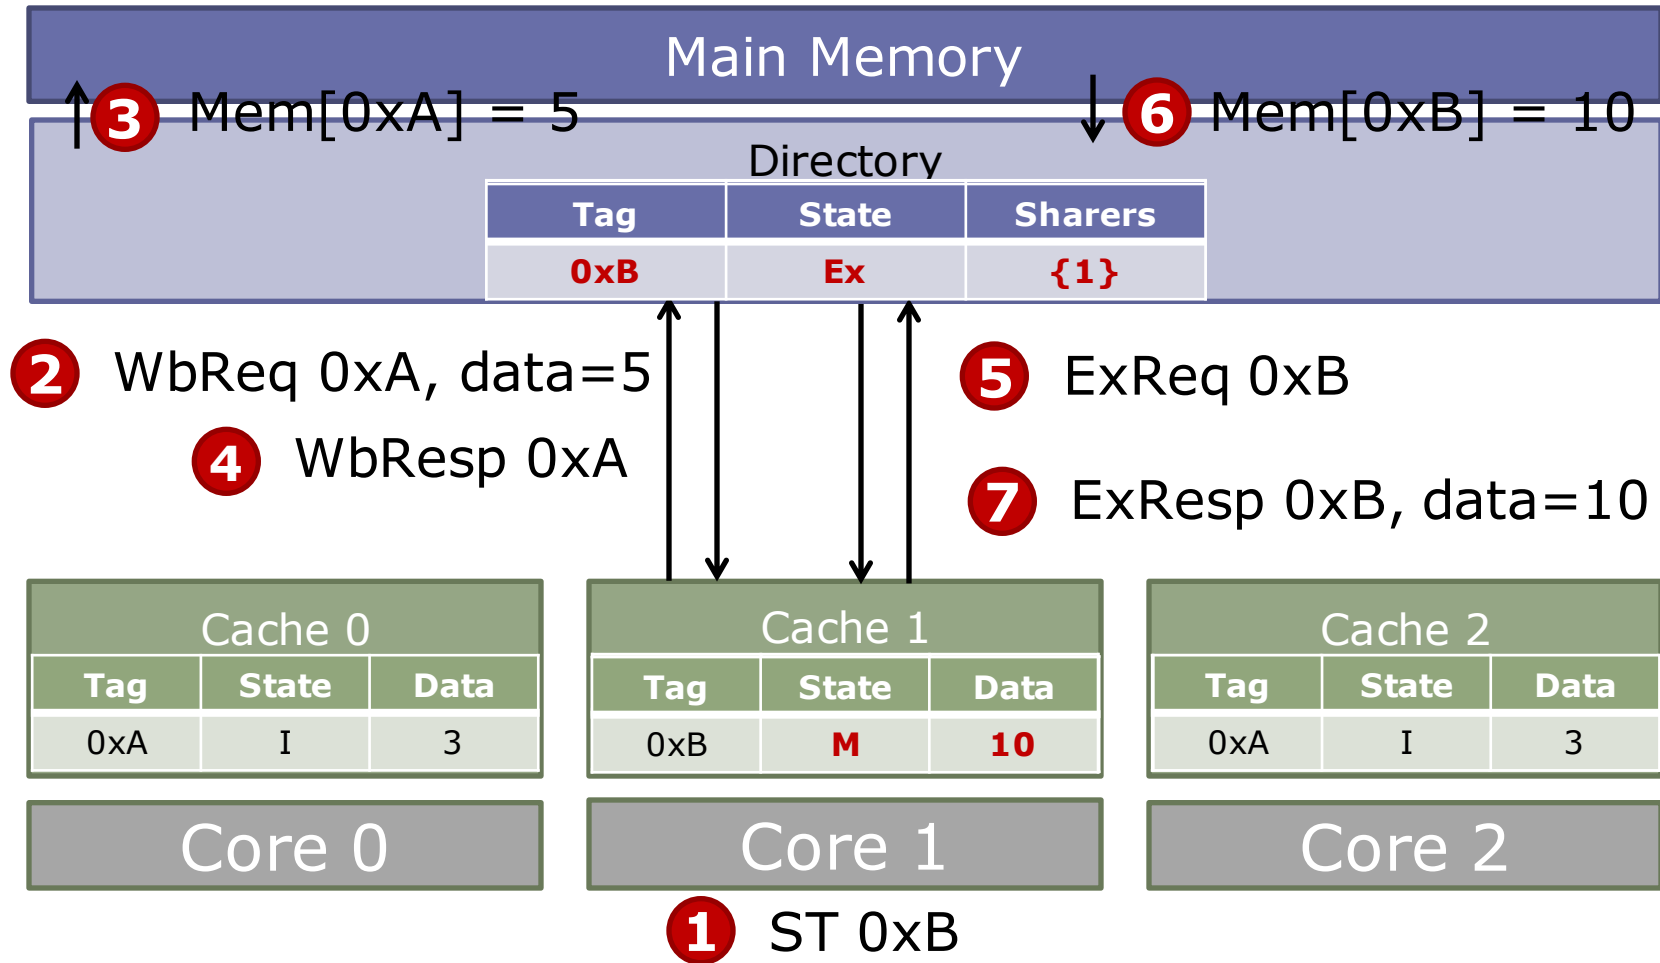 Main Memory
3 Mem[0xA] = 5
6 Mem[0xB] = 10
Directory
Tag State Sharers
0xB Ex {1}
2 WbReq 0xA, data=5
5 ExReq 0xB
4 WbResp 0xA
7 ExResp 0xB, data=10
Cache 0
Tag State Data
0xA I 3
Cache 1
Tag State Data
0xB M 10
Cache 2
Tag State Data
0xA I 3
Core 0
Core 1
Core 2
1 ST 0xB